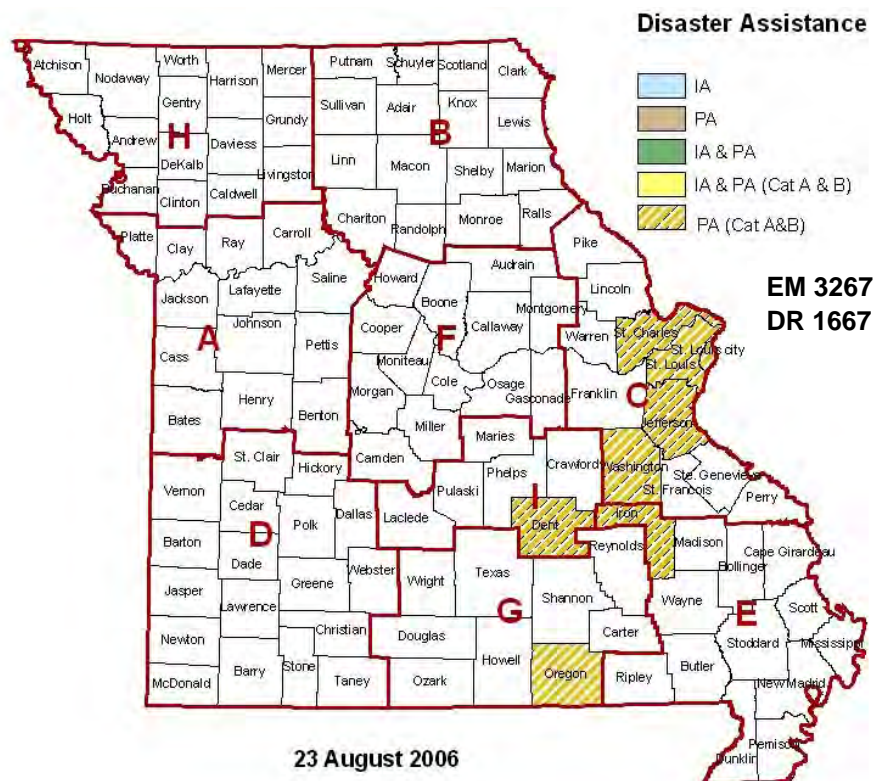 Disaster Assistance
IA
PA
IA & PA
IA & PA (Cat A & B)
PA (Cat A&B)
EM 3267
DR 1667
Atchison
Nodaway
Worth
Harrison
Mercer
Putnam
Schuyler
Scotland
Clark
Holt
Gentry
Sullivan
Adair
Knox
Andrew
H
Daviess
Grundy
B
Lewis
DeKalb
Linn
Macon
Shelby
Marion
Buchanan
Clinton
Caldwell
Livingston
Chariton
Randolph
Monroe
Ralls
Platte
Clay
Ray
Carroll
Pike
Audrain
Saline
Howard
Boone
Lincoln
Jackson
Lafayette
Montgomery
Johnson
A
Cooper
F
Callaway
Warren
St. Charles
St. Louis city
St. Louis
Cass
Pettis
Moniteau
Cole
Osage
Gasconade
Franklin
C
Morgan
Bates
Henry
Benton
Miller
Jefferson
Maries
St. Clair
Hickory
Camden
Phelps
Crawford
Washington
Ste. Genevieve
St. Francois
Perry
Vernon
Cedar
Polk
Dallas
Laclede
Pulaski
I
Dent
Iron
Madison
Cape Girardeau
Bollinger
Barton
D
Dade
Reynolds
Webster
Wright
Texas
Jasper
Greene
Lawrence
G
Shannon
Wayne
E
Scott
Newton
Christian
Douglas
Carter
Stoddard
Mississippi
McDonald
Barry
Stone
Taney
Ozark
Howell
Oregon
Ripley
Butler
New Madrid
Pemiscot
Dunklin
23 August 2006